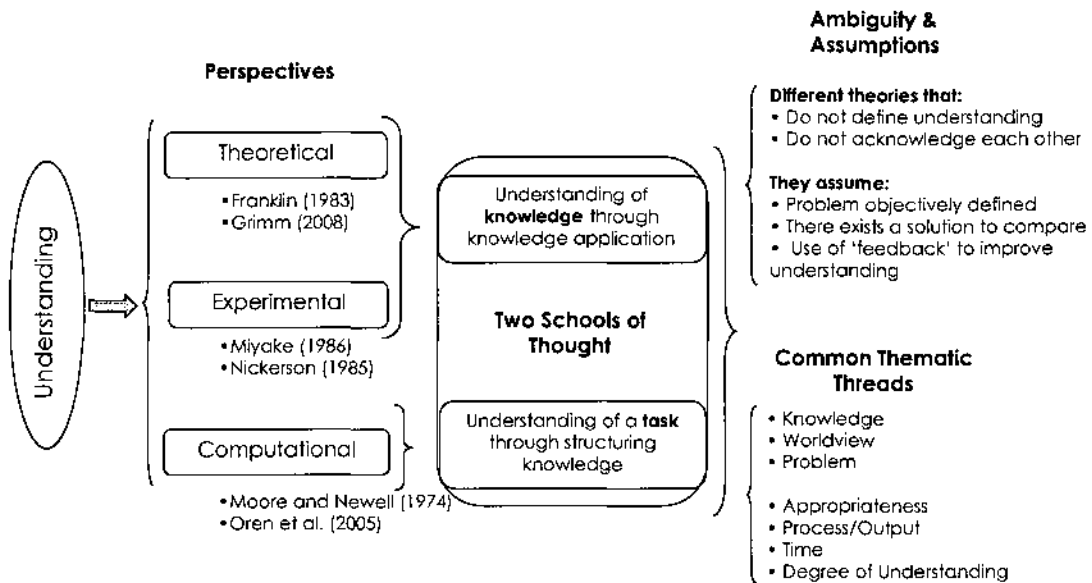 Understanding
Perspectives
Theoretical
•Franklin (1983)
•Grimm (2008)
Experimental
•Miyake (1986)
•Nickerson (1985)
Computational
•Moore and Newell (1974)
•Oren et al. (2005)
Understanding of
knowledge through
knowledge application
Two Schools of
Thought
Understanding of a task
through structuring
knowledge
Ambiguity &
Assumptions
Different theories that:
• Do not define understanding
• Do not acknowledge each other
They assume:
• Problem objectively defined
• There exists a solution to compare
• Use of 'feedback' to improve
understanding
Common Thematic
Threads
• Knowledge
• Worldview
• Problem
• Appropriateness
• Process/Output
• Time
• Degree of Understanding